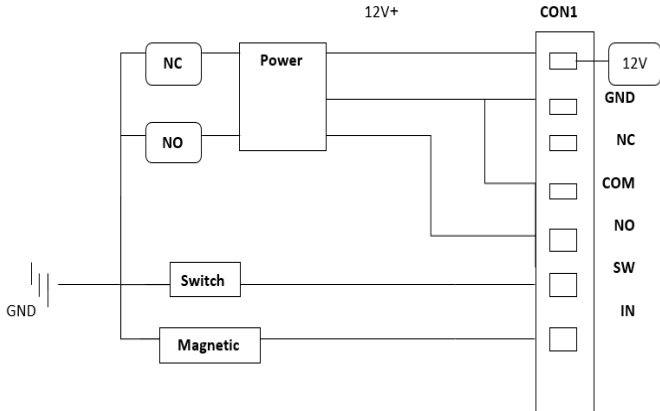 12V+
CON1
NC
Power
12V
GND
NO
NC
COM
NO
SW
Switch
IN
GND
Magnetic